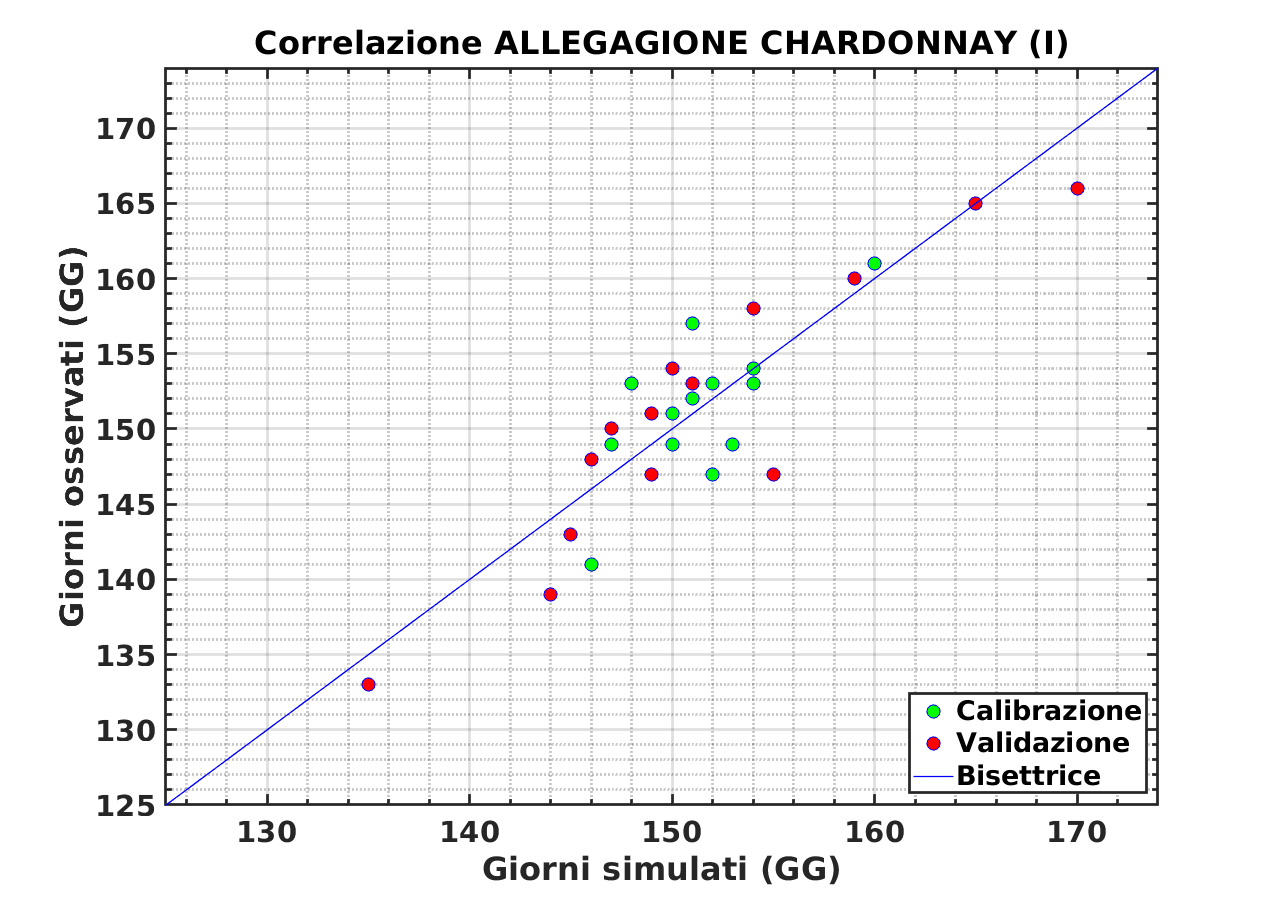 Correlazione ALLEGAGIONE CHARDONNAY (I)
Giorni osservati (GG)
170
165
160
155
150
145
140
135
130
125
130 140 150 160 170
Giorni simulati (GG)
Calibrazione
Validazione
Bisettrice